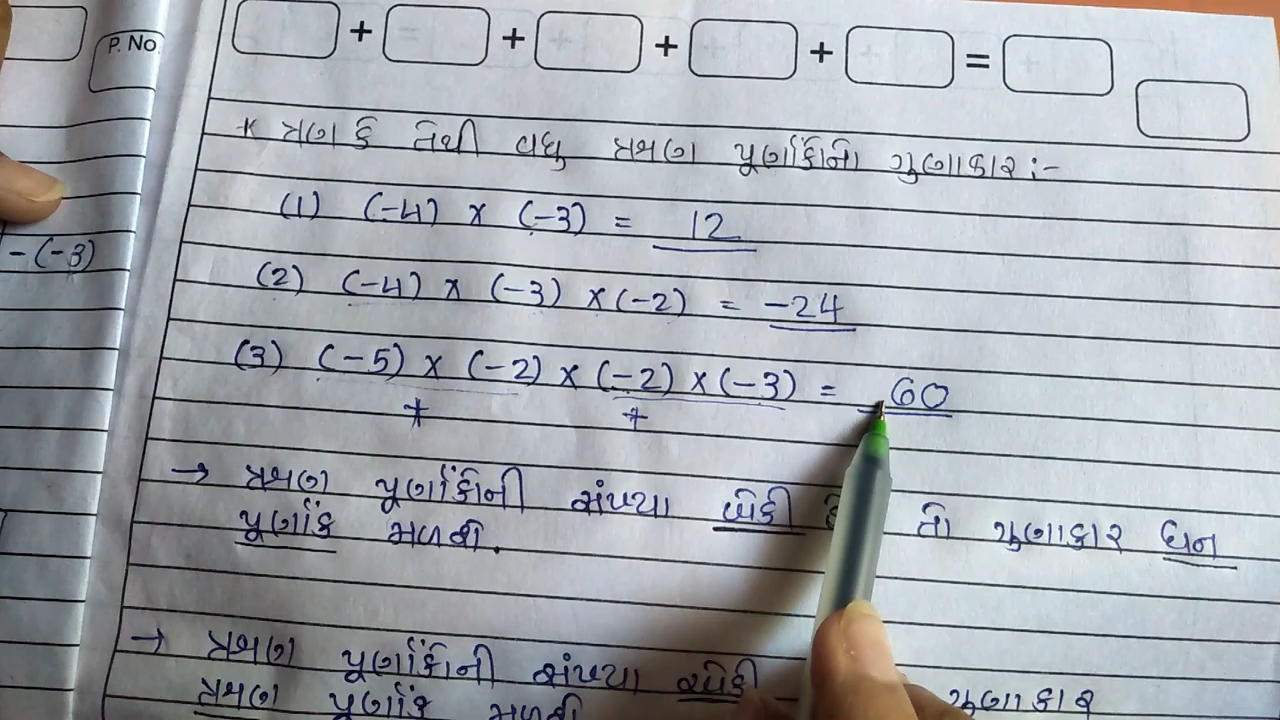 P. No.
+ + + + =
* ત્રણ કે તેથી વધુ ઋણ પૂર્ણાંકોનો ગુણાકાર :-
-(-3)
(1) (-4) x (-3) = 12
(2) (-4) x (-3) x (-2) = -24
(3) (-5) x (-2) x (-2) x (-3) = 60
+ +
→ ઋણ પૂર્ણાંકોની સંખ્યા બેકી તો ગુણાકાર ધન
પૂર્ણાંક મળશે.
→ ઋણ પૂર્ણાંકોની સંખ્યા એકી ગુણાકાર
ઋણ પૂર્ણાંક મળશે